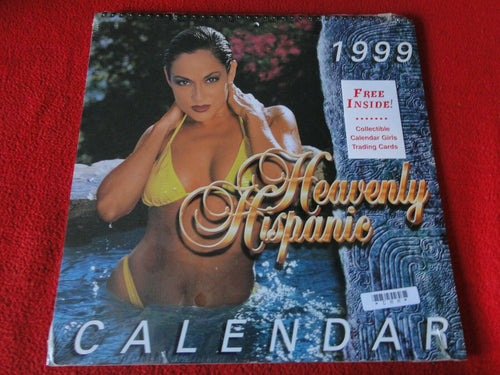 1999
FREE
INSIDE!
Collectible
Calendar Girls
Trading Cards
Heavenly
Hispanic
CALENDAR